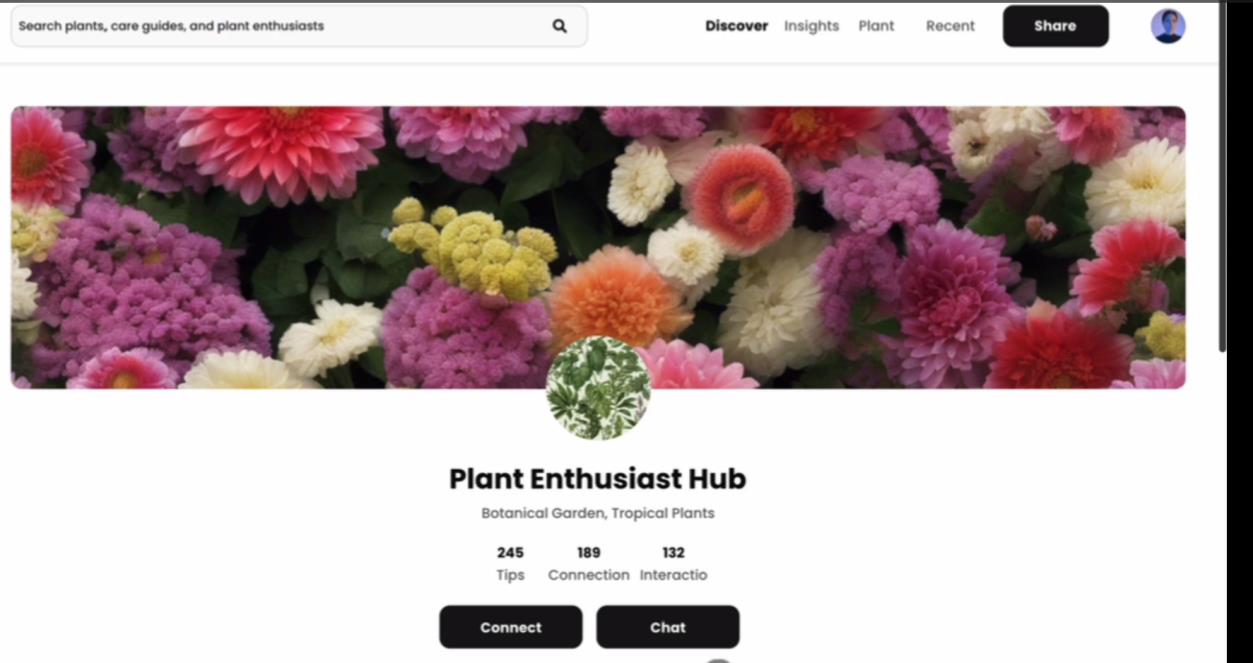 Search plants, care guides, and plant enthusiasts
Discover Insights Plant Recent Share
Plant Enthusiast Hub
Botanical Garden, Tropical Plants
245 189 132
Tips Connection Interactio
Connect Chat